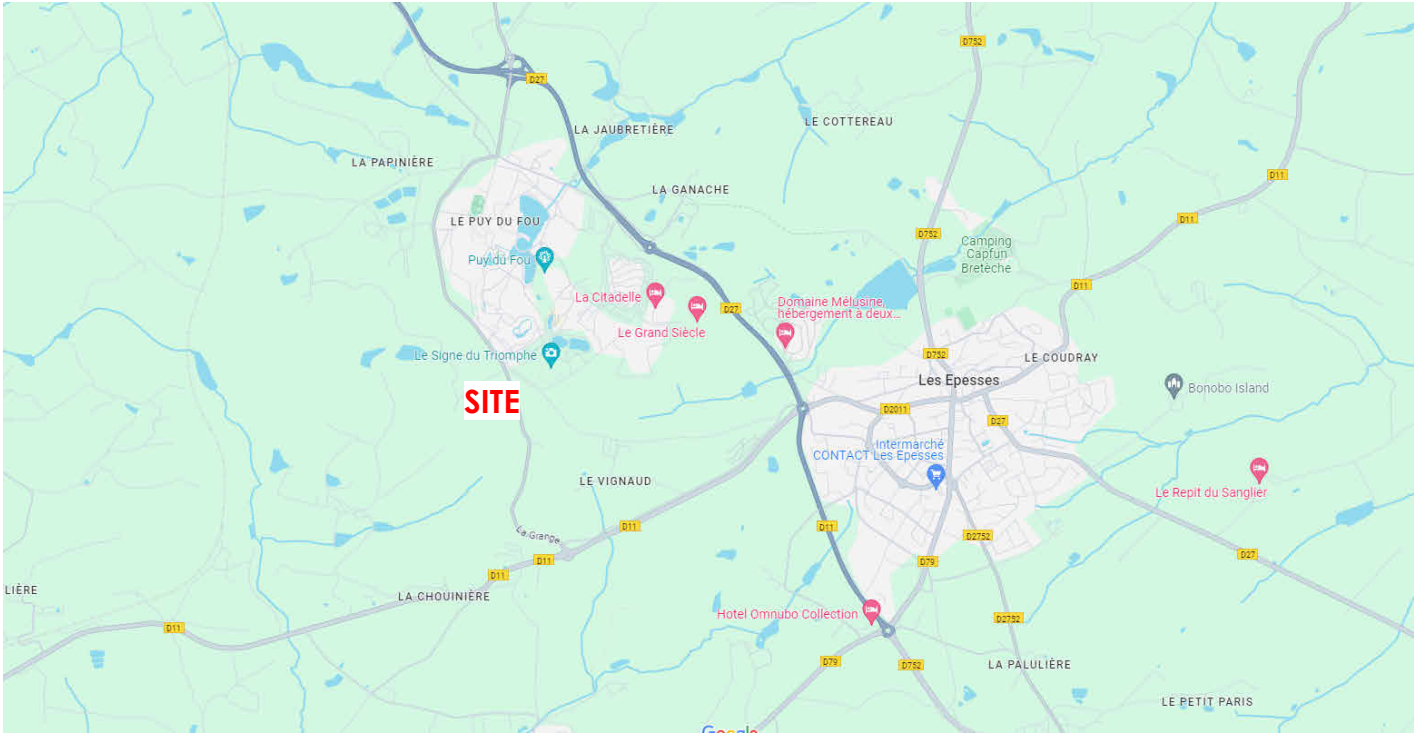 D752
D27
LE COTTEREAU
LA JAUBRETIÈRE
LA PAPINIÈRE
D11
LA GANACHE
LE PUY DU FOU
D11
D752
Camping
Capfun
Bretèche
Puy du Fou
D11
La Citadelle
Domaine Mélusine,
hébergement à deux...
D27
Le Grand Siècle
Le Signe du Triomphe
D752
LE COUDRAY
Les Epesses
Bonobo Island
SITE
D2011
D27
Intermarché
CONTACT Les Epesses
LE VIGNAUD
Le Repit du Sanglier
D11
D11
La Grange
D2752
D11
D27
D79
D11
LIÈRE
LA CHOUINIÈRE
Hotel Omnubo Collection
D2752
D11
D79
D752
LA PALULIÈRE
LE PETIT PARIS
Google